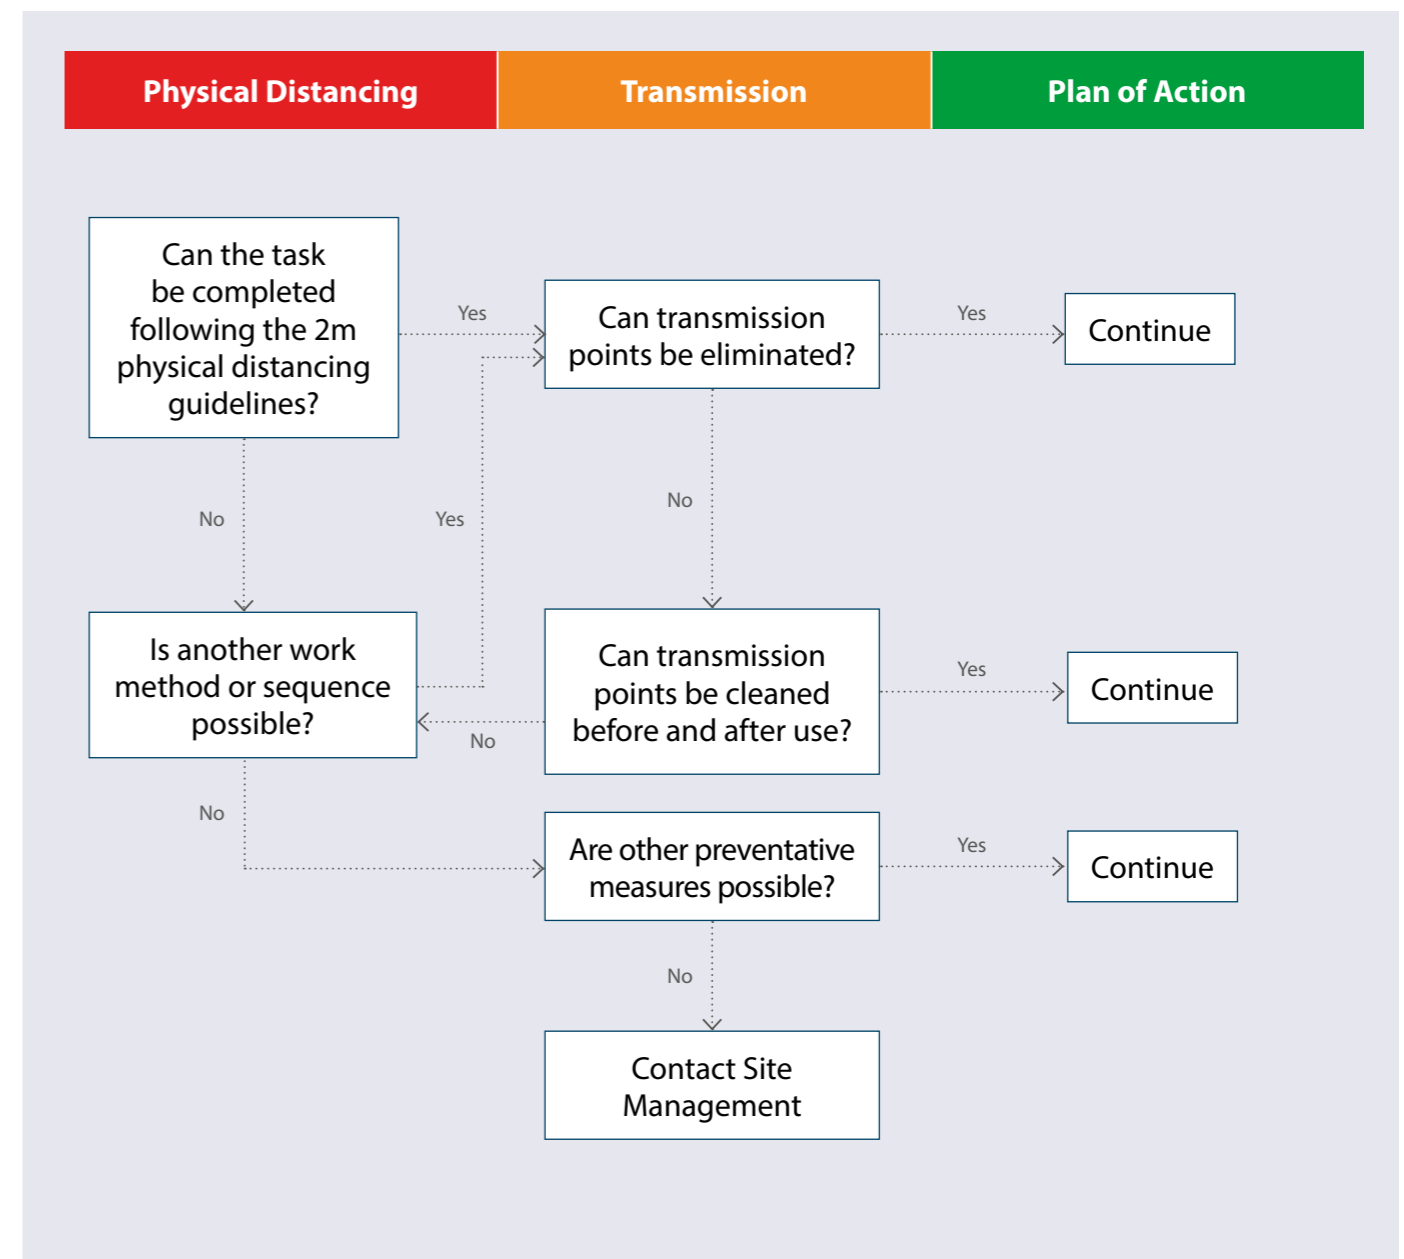 Physical Distancing
Transmission
Plan of Action
Can the task
be completed
following the 2m
physical distancing
guidelines?
Yes
Can transmission
points be eliminated?
Yes
Continue
No
Yes
No
Is another work
method or sequence
possible?
No
Can transmission
points be cleaned
before and after use?
Yes
Continue
No
Are other preventative
measures possible?
Yes
Continue
No
Contact Site
Management